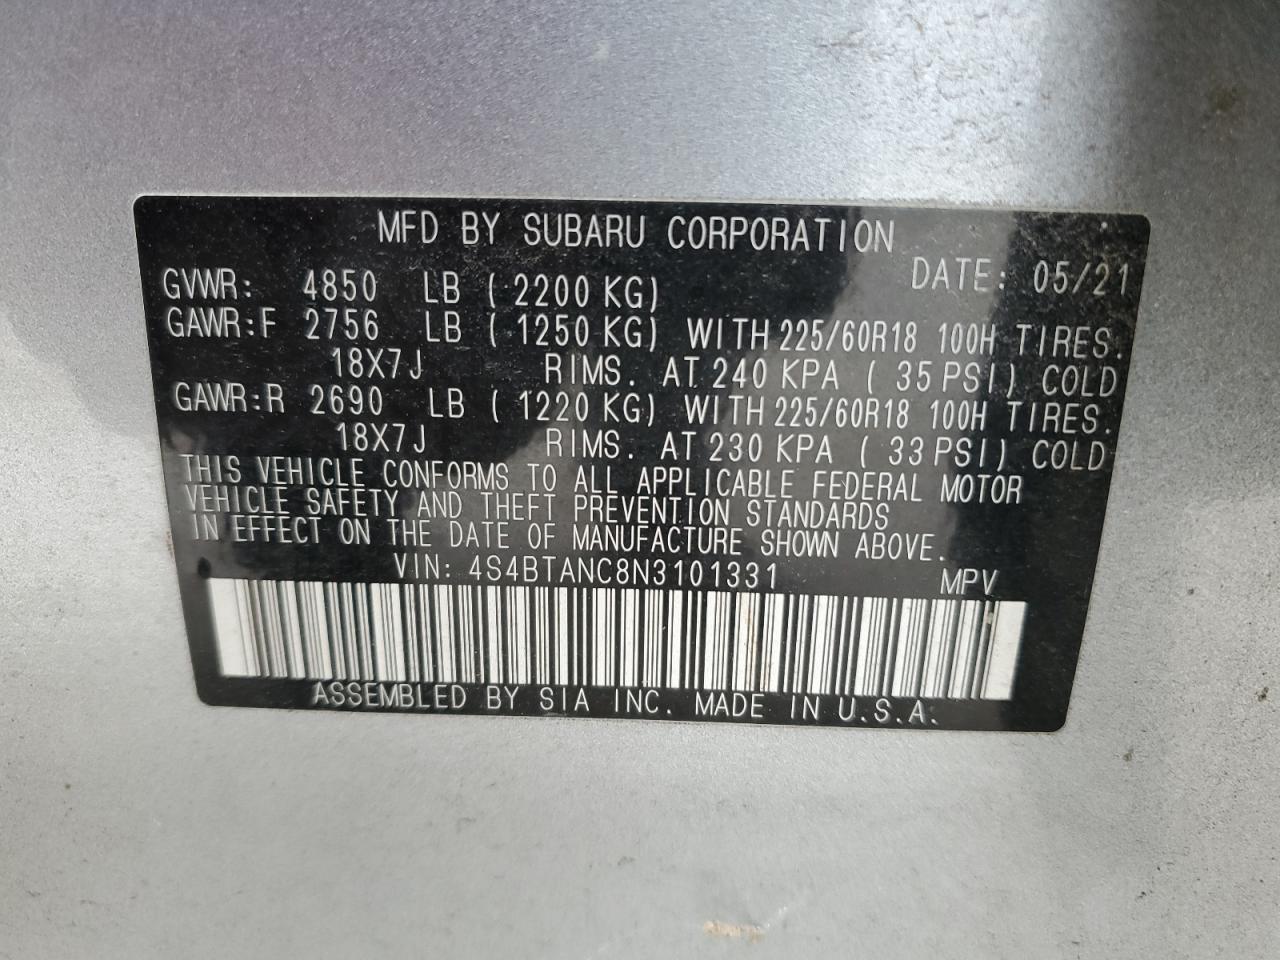 MFD BY SUBARU CORPORATION
DATE: 05/21
GVWR: 4850 LB (2200 KG)
GAWR:F 2756 LB (1250 KG) WITH 225/60R18 100H TIRES.
18X7J RIMS. AT 240 KPA (35 PSI) COLD
GAWR:R 2690 LB (1220 KG) WITH 225/60R18 100H TIRES.
18X7J RIMS. AT 230 KPA (33 PSI) COLD
THIS VEHICLE CONFORMS TO ALL APPLICABLE FEDERAL MOTOR
VEHICLE SAFETY AND THEFT PREVENTION STANDARDS
IN EFFECT ON THE DATE OF MANUFACTURE SHOWN ABOVE.
VIN: 4S4BTANC8N3101331 MPV
ASSEMBLED BY SIA INC. MADE IN U.S.A.